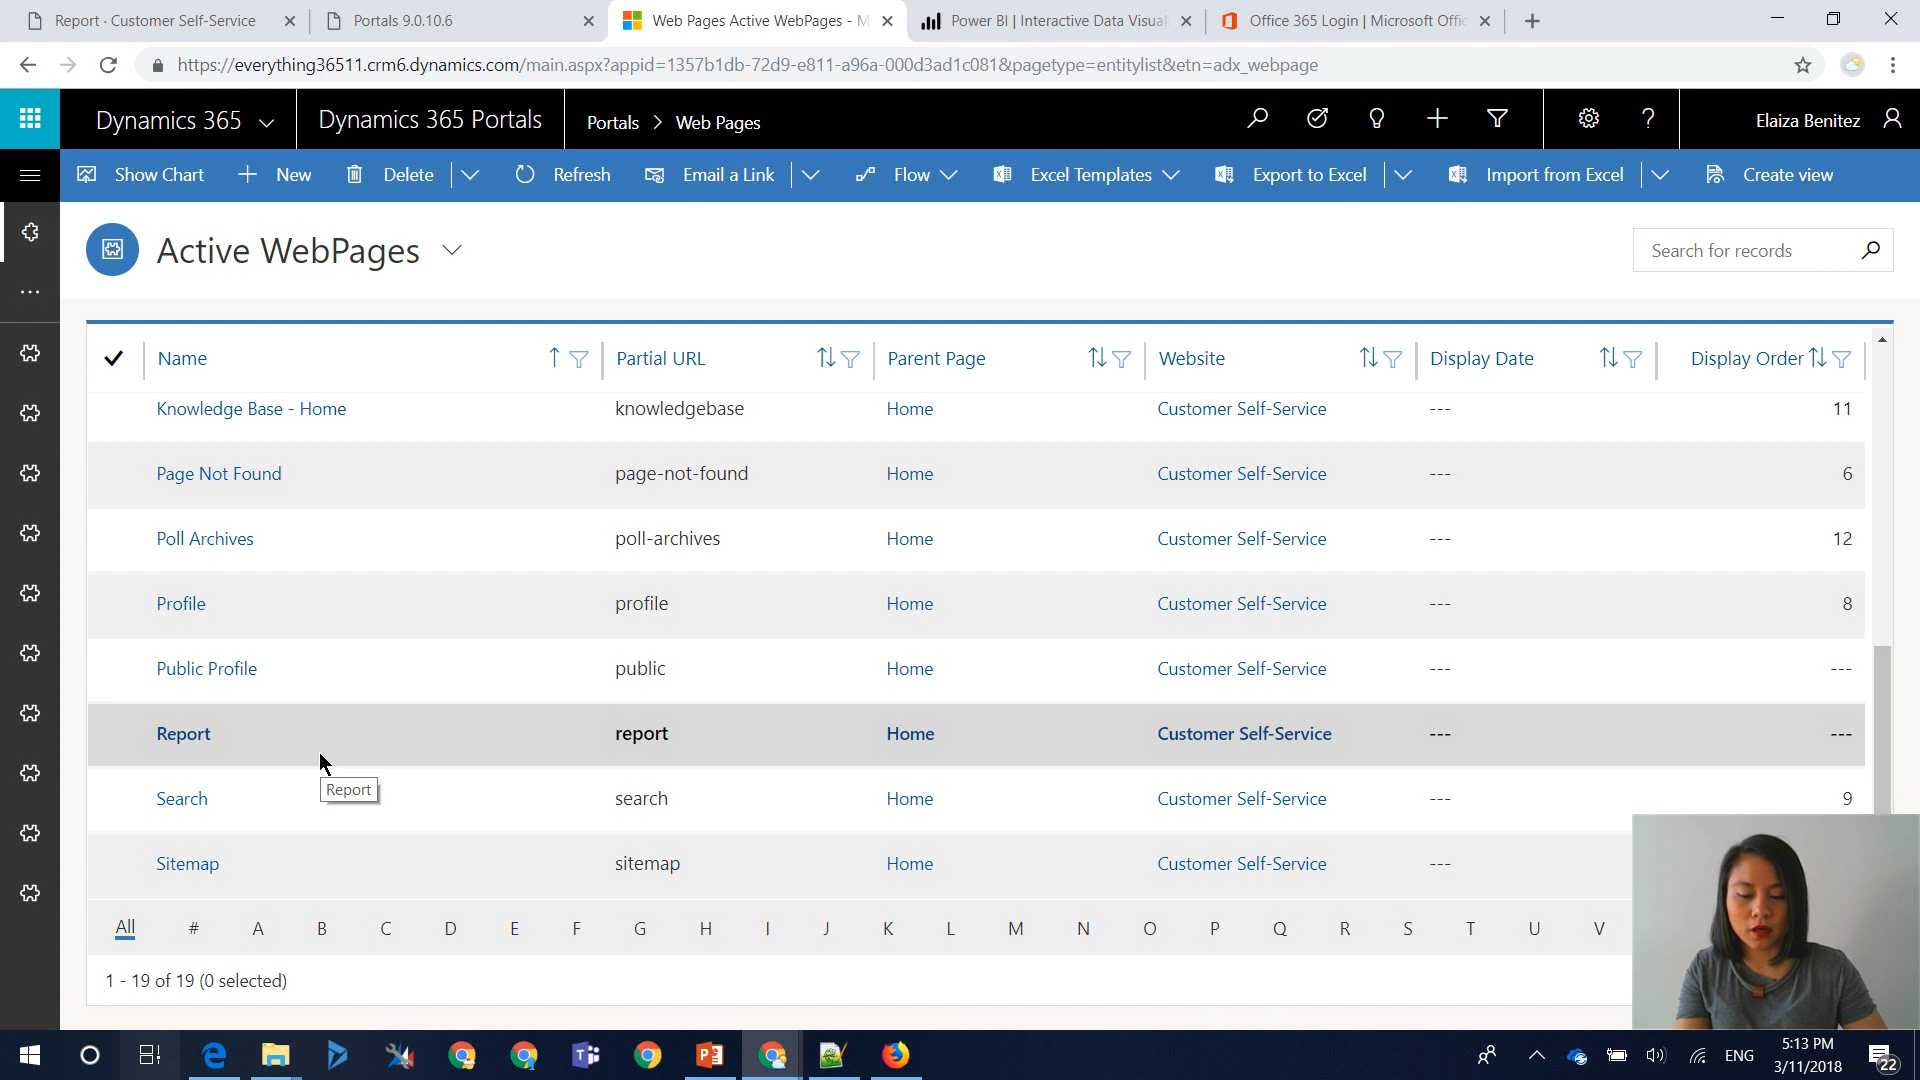 Report · Customer Self-Service
Portals 9.0.10.6
Web Pages Active WebPages - M
Power BI | Interactive Data Visual
Office 365 Login | Microsoft Offic
https://everything36511.crm6.dynamics.com/main.aspx?appid=1357b1db-72d9-e811-a96a-000d3ad1c081&pagetype=entitylist&etn=adx_webpage
Dynamics 365
Dynamics 365 Portals
Portals > Web Pages
Elaiza Benitez
Show Chart
New
Delete
Refresh
Email a Link
Flow
Excel Templates
Export to Excel
Import from Excel
Create view
Active WebPages
Search for records
Name Partial URL Parent Page Website Display Date Display Order
Knowledge Base - Home knowledgebase Home Customer Self-Service --- 11
Page Not Found page-not-found Home Customer Self-Service --- 6
Poll Archives poll-archives Home Customer Self-Service --- 12
Profile profile Home Customer Self-Service --- 8
Public Profile public Home Customer Self-Service --- ---
Report report Home Customer Self-Service --- ---
Report
Search search Home Customer Self-Service --- 9
Sitemap sitemap Home Customer Self-Service ---
All # A B C D E F G H I J K L M N O P Q R S T U V
1 - 19 of 19 (0 selected)
ENG
5:13 PM
3/11/2018
22